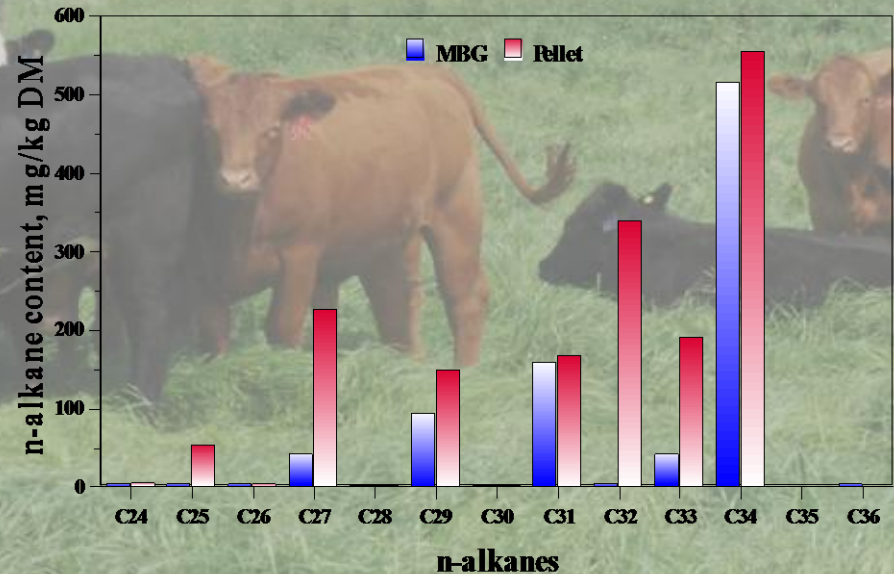 600
MBG Pellet
500
400
300
200
100
0
n-alkane content, mg/kg DM
C24 C25 C26 C27 C28 C29 C30 C31 C32 C33 C34 C35 C36
n-alkanes